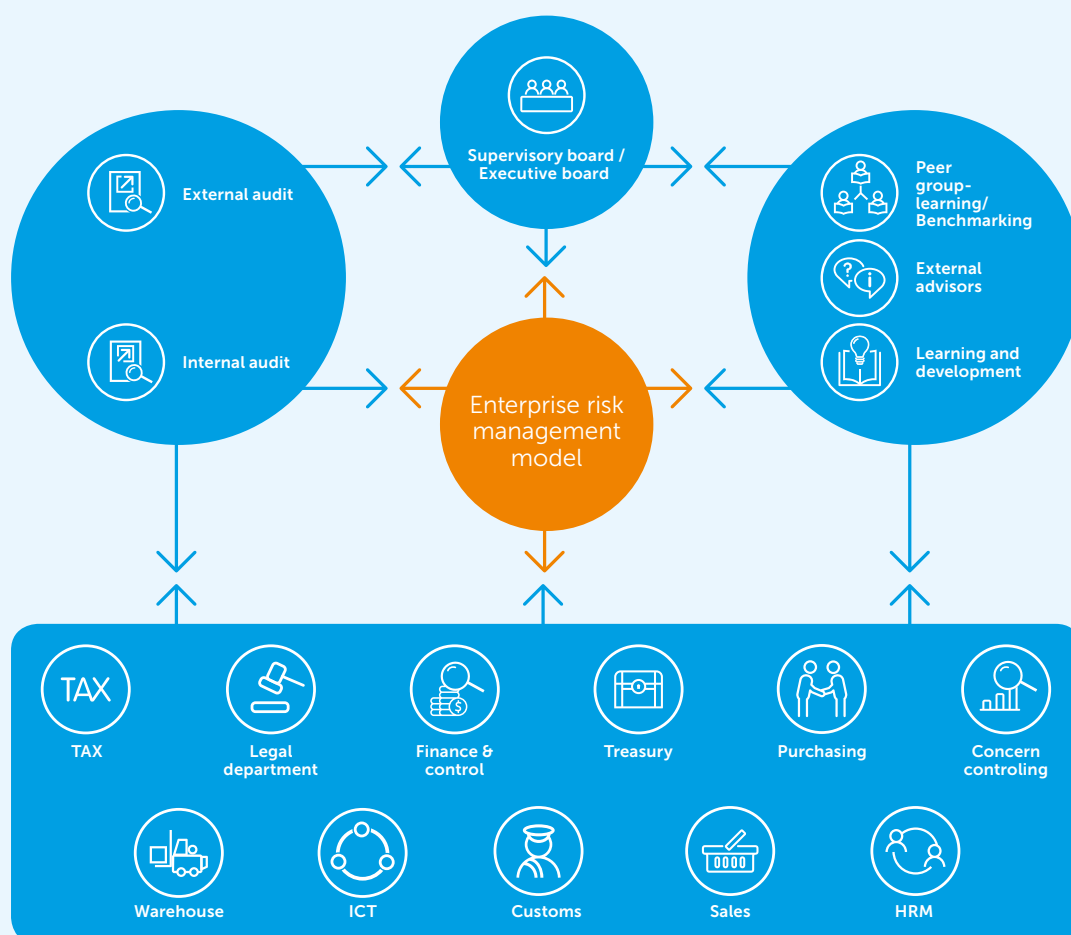 Supervisory board /
Executive board
External audit
Internal audit
Peer
group-
learning/
Benchmarking
External
advisors
Learning and
development
Enterprise risk
management
model
TAX
TAX
Legal
department
Finance &
control
Treasury
Purchasing
Concern
controling
Warehouse
ICT
Customs
Sales
HRM